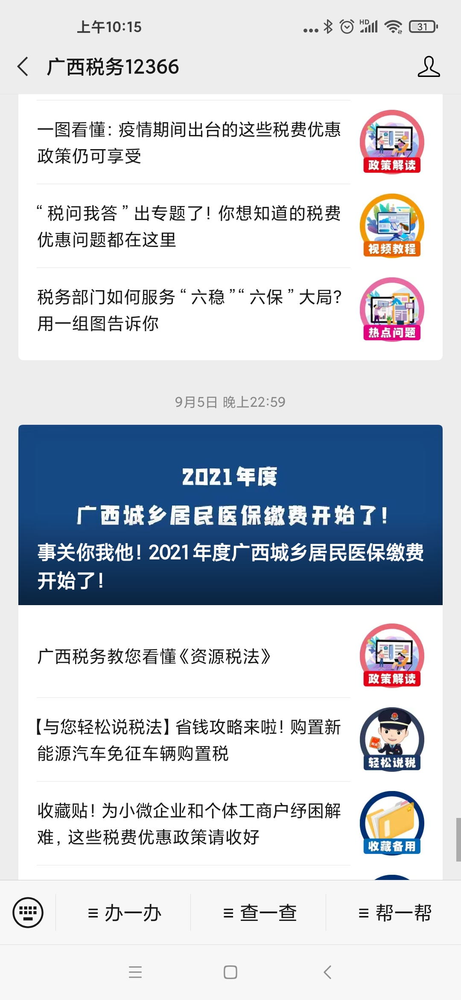 上午10:15
HD
31
广西税务12366
一图看懂：疫情期间出台的这些税费优惠
政策仍可享受
政策解读
“税问我答”出专题了！你想知道的税费
优惠问题都在这里
视频教程
税务部门如何服务“六稳”“六保”大局？
用一组图告诉你
热点问题
9月5日 晚上22:59
2021年度
广西城乡居民医保缴费开始了！
事关你我他！2021年度广西城乡居民医保缴费
开始了！
广西税务教您看懂《资源税法》
政策解读
【与您轻松说税法】省钱攻略来啦！购置新
能源汽车免征车辆购置税
轻松说税
收藏贴！为小微企业和个体工商户纾困解
难，这些税费优惠政策请收好
收藏备用
办一办
查一查
帮一帮